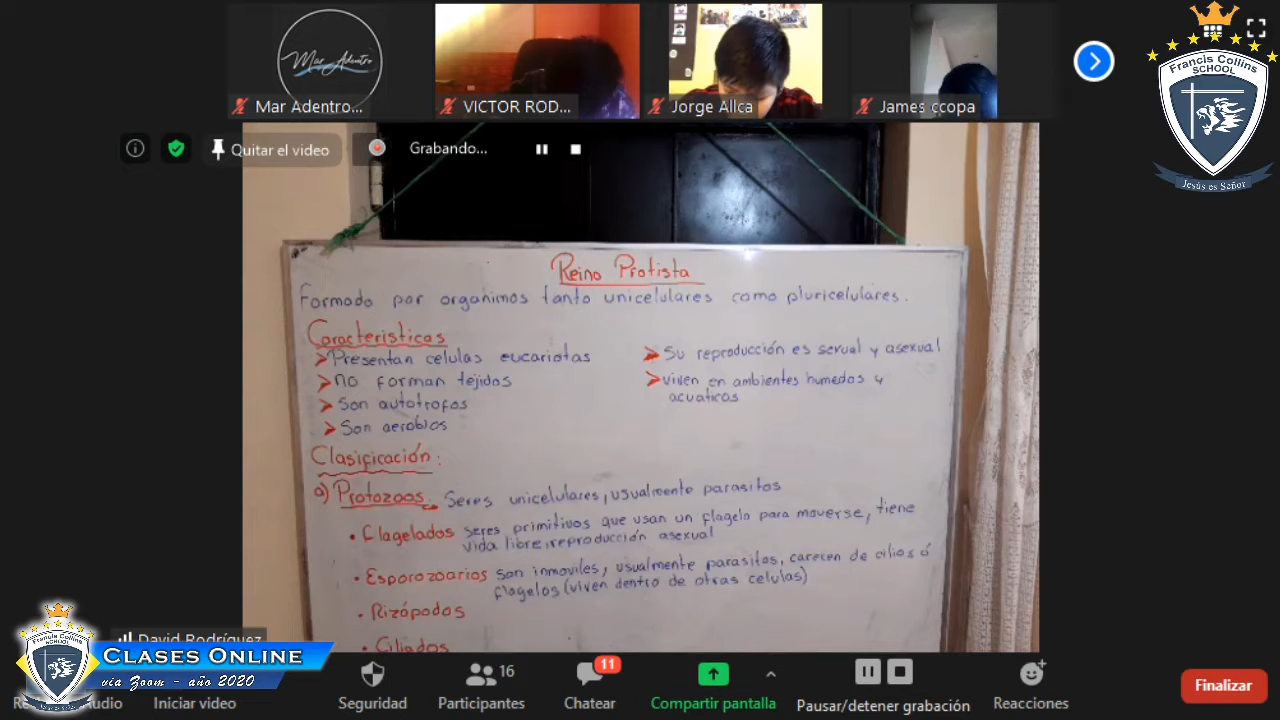 Mar Adentro...
VICTOR ROD...
Jorge Allca
James ccopa
Francis Collins
SCHOOL
Jesús es Señor
Quitar el video
Grabando...
Reino Protista
Formado por organimos tanto unicelulares como pluricelulares.
Caracteristicas
➤Presentan celulas eucariotas
➤no forman tejidos
➤Son autotrofos
➤Son aerobios
➤Su reproducción es sexual y asexual
➤viven en ambientes humedos y
acuaticos
Clasificación:
a) Protozoos: Seres unicelulares, usualmente parasitos
• Flagelados seres primitivos que usan un flagelo para moverse, tiene
vida libre, reproducción asexual
• Esporozoarios son inmoviles, usualmente parasitos, carecen de cilios ó
flagelos (viven dentro de otras celulas)
• Rizópodos
• Ciliados
David Rodríguez
CLASES ONLINE
vía Zoom - año 2020
Iniciar video
Seguridad
16
Participantes
11
Chatear
Compartir pantalla
Pausar/detener grabación
Reacciones
Finalizar